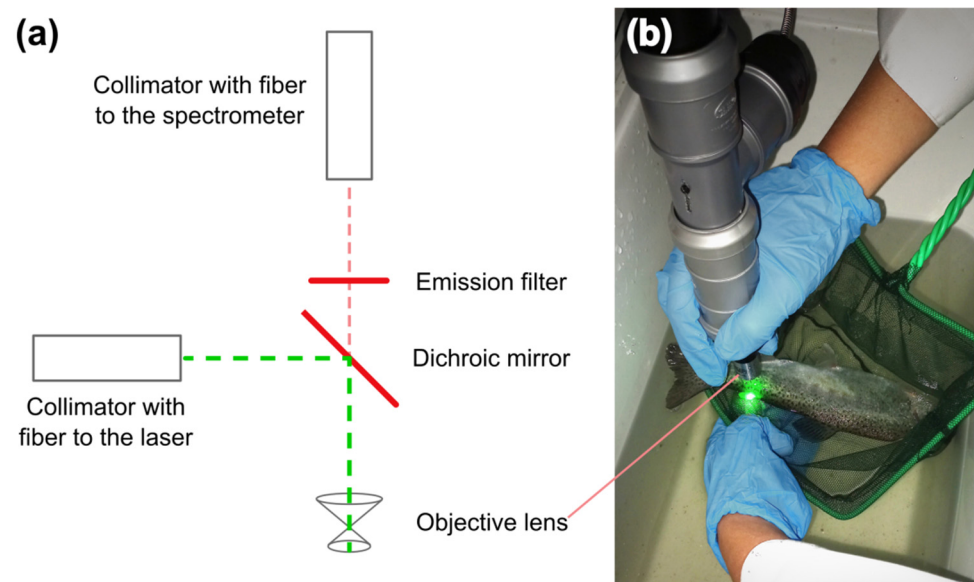 (a)
Collimator with fiber
to the spectrometer
Emission filter
Dichroic mirror
Collimator with
fiber to the laser
Objective lens
(b)